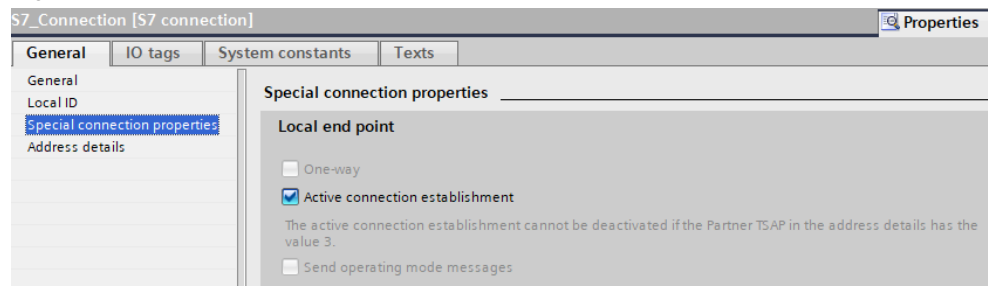 S7_Connection [S7 connection]
Properties
General
IO tags
System constants
Texts
General
Local ID
Special connection properties
Address details
Special connection properties
Local end point
One-way
Active connection establishment
The active connection establishment cannot be deactivated if the Partner TSAP in the address details has the
value 3.
Send operating mode messages